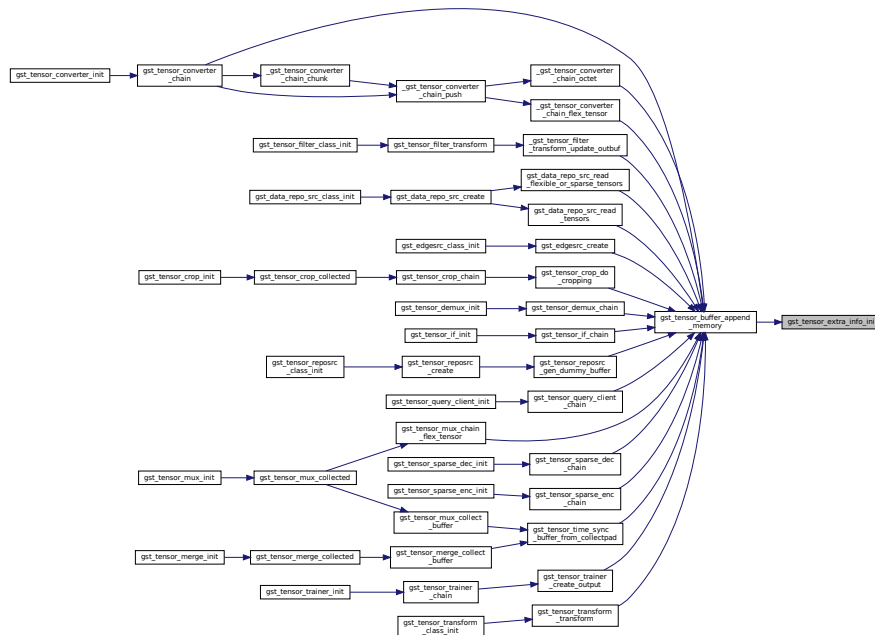 gst_tensor_converter_init
gst_tensor_converter
_chain
_gst_tensor_converter
_chain_chunk
_gst_tensor_converter
_chain_push
_gst_tensor_converter
_chain_octet
_gst_tensor_converter
_chain_flex_tensor
gst_tensor_filter_class_init
gst_tensor_filter_transform
_gst_tensor_filter
_transform_update_outbuf
gst_data_repo_src_class_init
gst_data_repo_src_create
gst_data_repo_src_read
_flexible_or_sparse_tensors
gst_data_repo_src_read
_tensors
gst_edgesrc_class_init
gst_edgesrc_create
gst_tensor_crop_init
gst_tensor_crop_collected
gst_tensor_crop_chain
gst_tensor_crop_do
_cropping
gst_tensor_demux_init
gst_tensor_demux_chain
gst_tensor_buffer_append
_memory
gst_tensor_extra_info_init
gst_tensor_if_init
gst_tensor_if_chain
gst_tensor_reposrc
_class_init
gst_tensor_reposrc
_create
gst_tensor_reposrc
_gen_dummy_buffer
gst_tensor_query_client_init
gst_tensor_query_client
_chain
gst_tensor_mux_chain
_flex_tensor
gst_tensor_sparse_dec_init
gst_tensor_sparse_dec
_chain
gst_tensor_mux_init
gst_tensor_mux_collected
gst_tensor_sparse_enc_init
gst_tensor_sparse_enc
_chain
gst_tensor_mux_collect
_buffer
gst_tensor_time_sync
_buffer_from_collectpad
gst_tensor_merge_init
gst_tensor_merge_collected
gst_tensor_merge_collect
_buffer
gst_tensor_trainer_init
gst_tensor_trainer
_chain
gst_tensor_trainer
_create_output
gst_tensor_transform
_class_init
gst_tensor_transform
_transform